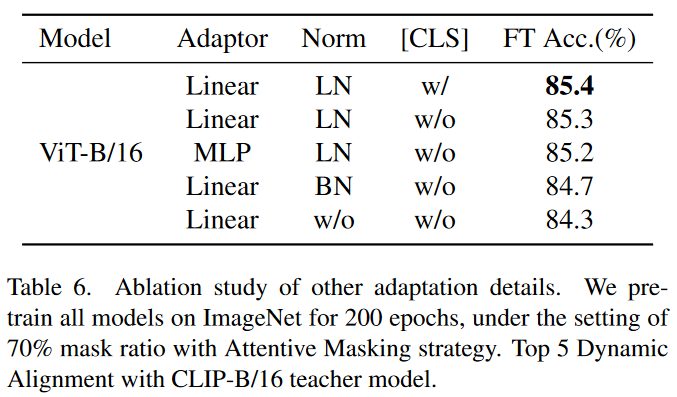 Model Adaptor Norm [CLS] FT Acc.(%)
Linear LN w/ 85.4
Linear LN w/o 85.3
ViT-B/16 MLP LN w/o 85.2
Linear BN w/o 84.7
Linear w/o w/o 84.3
Table 6. Ablation study of other adaptation details. We pre-
train all models on ImageNet for 200 epochs, under the setting of
70% mask ratio with Attentive Masking strategy. Top 5 Dynamic
Alignment with CLIP-B/16 teacher model.